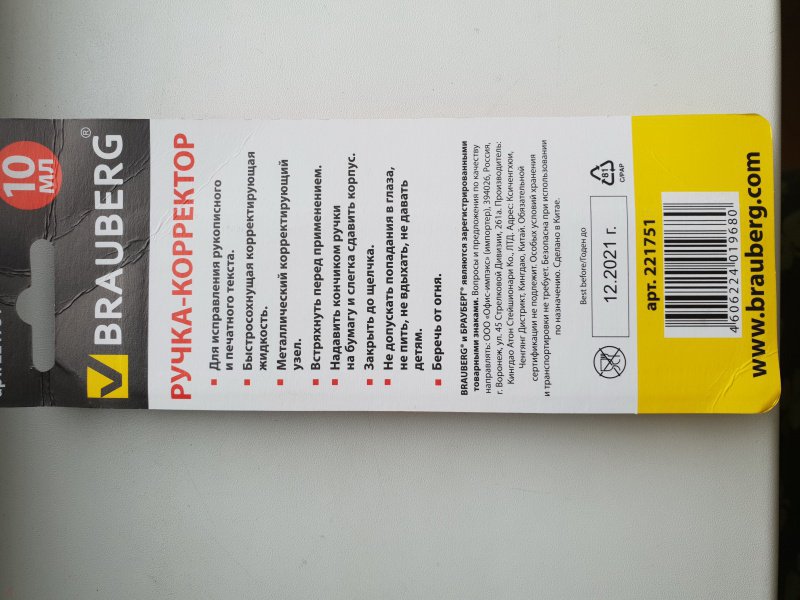 10
МЛ
BRAUBERG®
РУЧКА-КОРРЕКТОР
Для исправления рукописного
и печатного текста.
Быстросохнущая корректирующая
жидкость.
Металлический корректирующий
узел.
Встряхнуть перед применением.
Надавить кончиком ручки
на бумагу и слегка сдавить корпус.
Закрыть до щелчка.
Не допускать попадания в глаза,
не пить, не вдыхать, не давать
детям.
Беречь от огня.
BRAUBERG® и БРАУБЕРГ® являются зарегистрированными
товарными знаками. Вопросы и предложения по качеству
направлять: ООО «Офис-импэкс» (импортер), 394026, Россия,
г. Воронеж, ул. 45 Стрелковой Дивизии, 261а. Производитель:
Кингдао Атон Стейшионари Ко., ЛТД. Адрес: Ксиченгхюи,
Ченгянг Дистрикт, Кингдао, Китай. Обязательной
сертификации не подлежит. Особых условий хранения
и транспортировки не требует. Безопасна при использовании
по назначению. Сделано в Китае.
Best before/Годен до
12.2021 г.
81
C/PAP
арт. 221751
4 606224 019680
www.brauberg.com